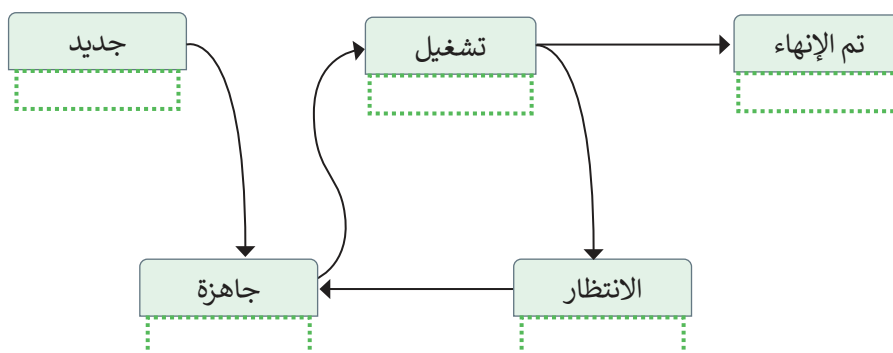 جديد
تشغيل
تم الإنهاء
جاهزة
الانتظار